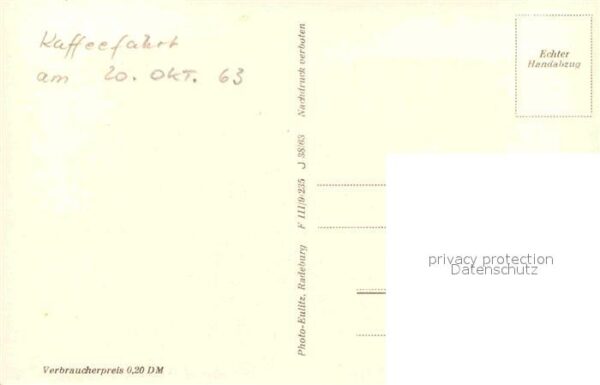 Kaffeefahrt
am 20. OKT. 63
Echter
Handabzug
Photo-Eulitz, Radeburg F 111/9/235 J 38/63 Nachdruck verboten
privacy protection
Datenschutz
Verbraucherpreis 0,20 DM